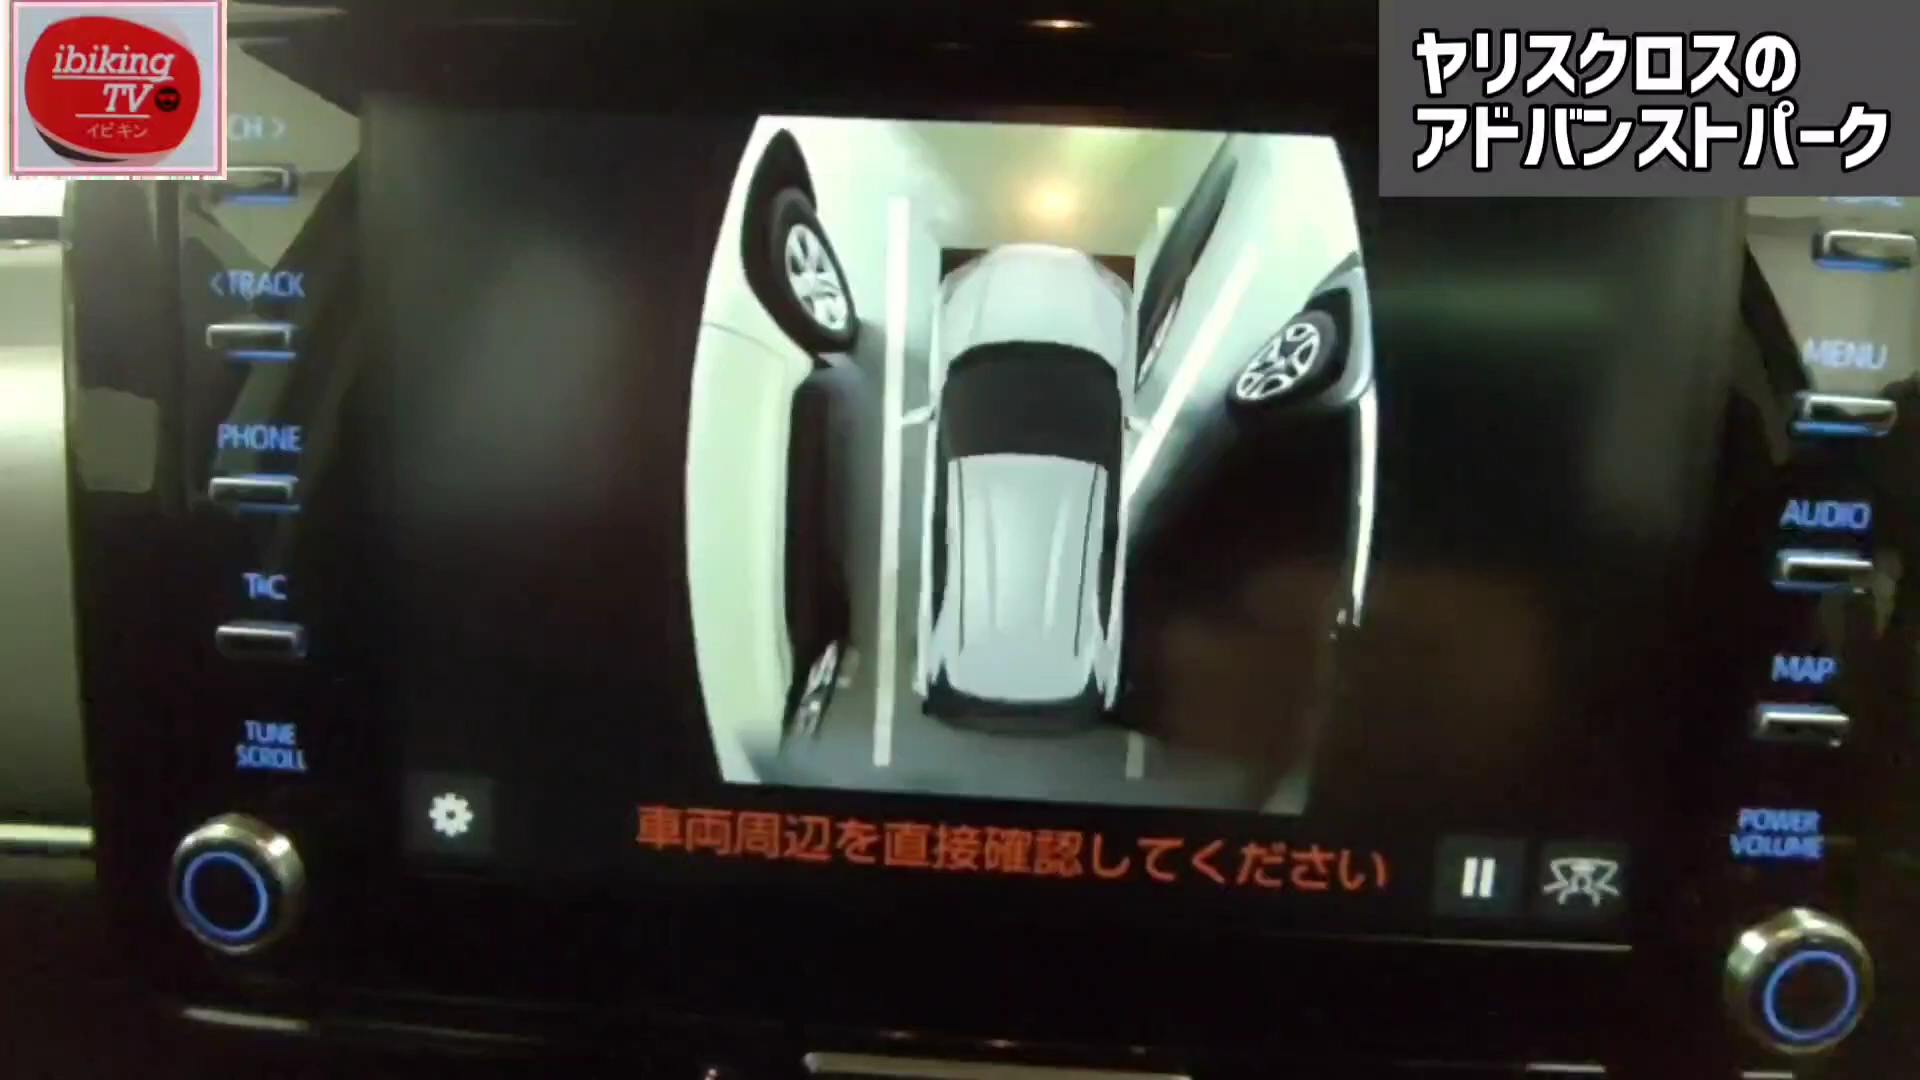 ibiking
TV
イビキン
ヤリスクロスの
アドバンストパーク
CH >
< TRACK
PHONE
T•C
TUNE
SCROLL
MENU
AUDIO
MAP
POWER
VOLUME
車両周辺を直接確認してください